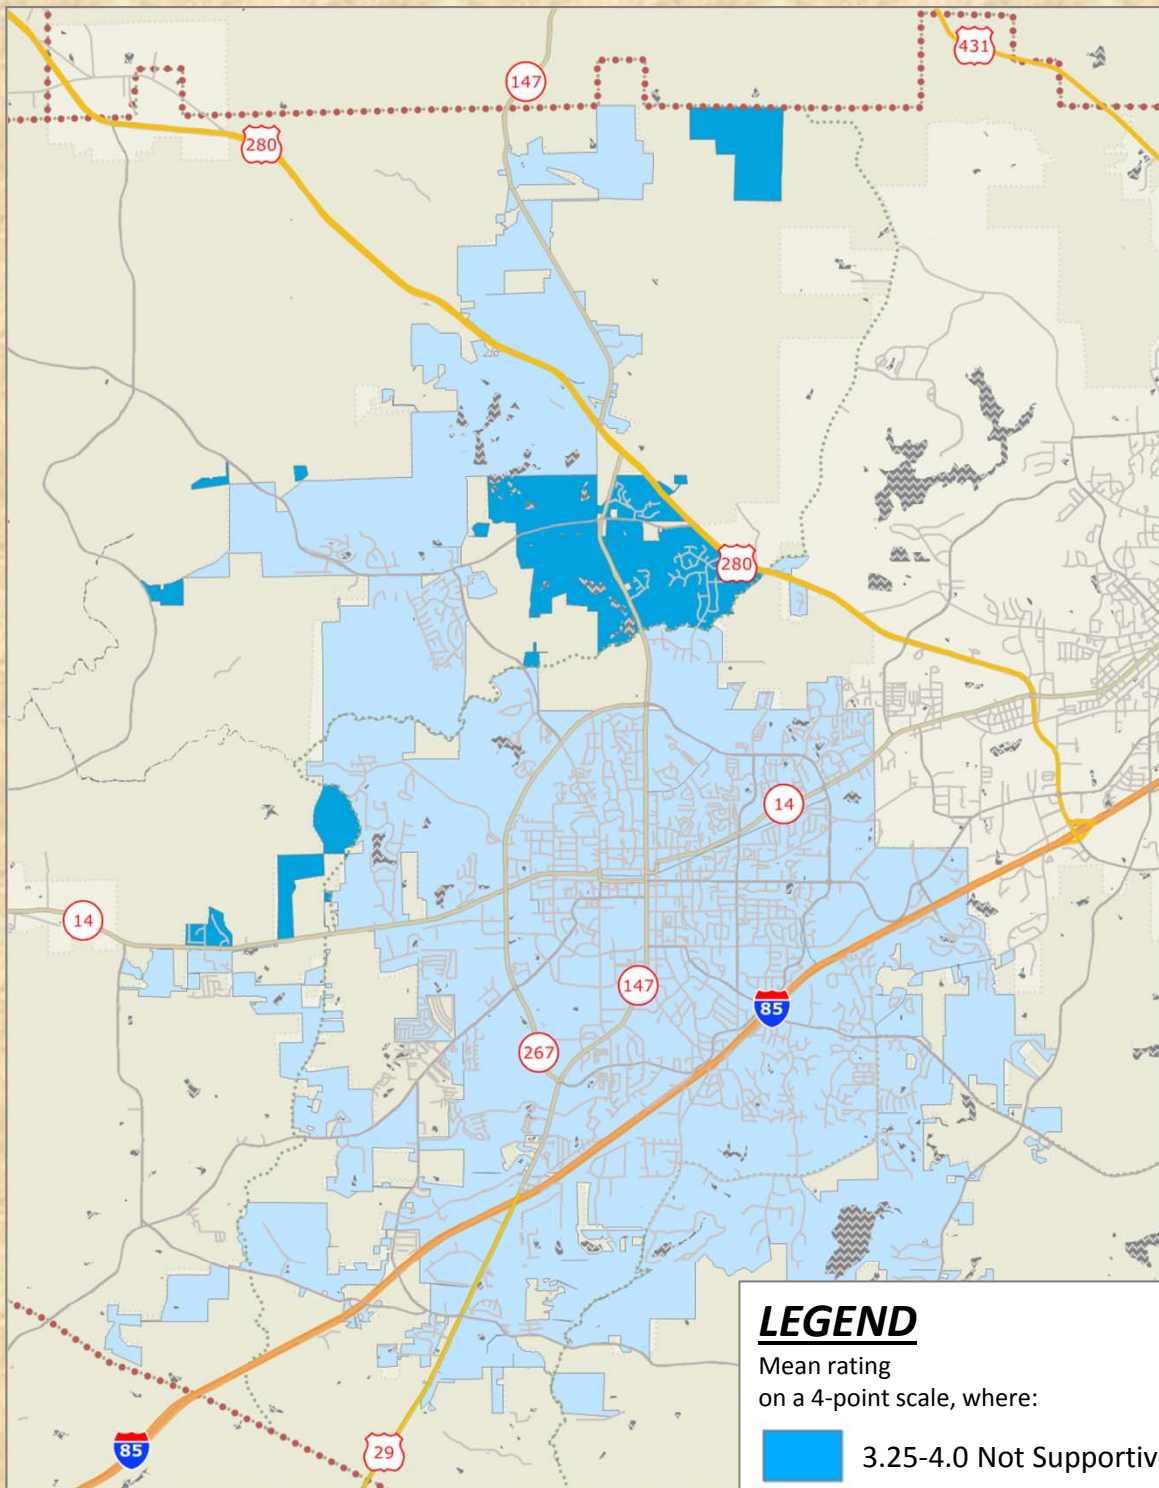 431
147
280
280
14
14
147
85
267
LEGEND
Mean rating
on a 4-point scale, where:
3.25-4.0 Not Supportiv
85
29